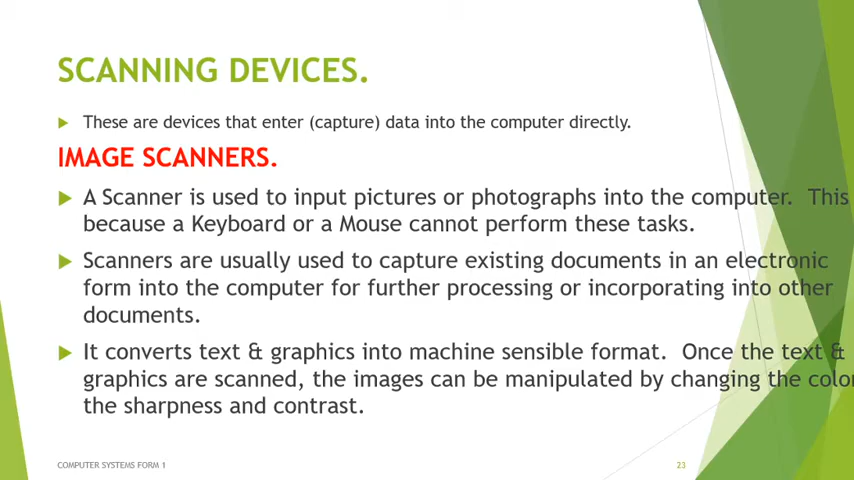 SCANNING DEVICES.
These are devices that enter (capture) data into the computer directly.
IMAGE SCANNERS.
A Scanner is used to input pictures or photographs into the computer. This
because a Keyboard or a Mouse cannot perform these tasks.
Scanners are usually used to capture existing documents in an electronic
form into the computer for further processing or incorporating into other
documents.
It converts text & graphics into machine sensible format. Once the text &
graphics are scanned, the images can be manipulated by changing the
the sharpness and contrast.
COMPUTER SYSTEMS FORM 1
23